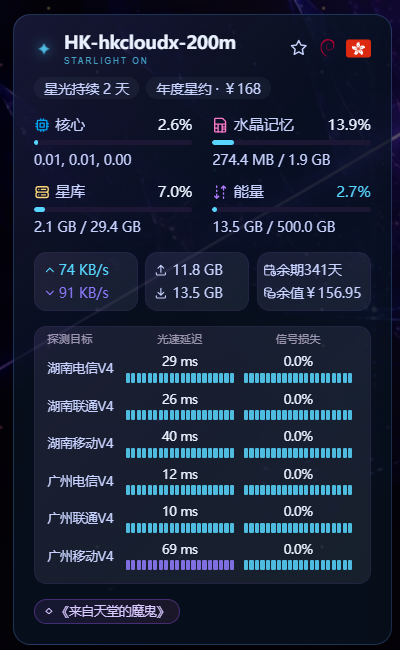 HK-hkcloudx-200m
STARLIGHT ON
星光持续 2 天 年度星约 · ￥168
核心 2.6% 水晶记忆 13.9%
0.01, 0.01, 0.00 274.4 MB / 1.9 GB
星库 7.0% 能量 2.7%
2.1 GB / 29.4 GB 13.5 GB / 500.0 GB
74 KB/s 11.8 GB 余期341天
91 KB/s 13.5 GB 余值￥156.95
探测目标 光速延迟 信号损失
湖南电信V4 29 ms 0.0%
湖南联通V4 26 ms 0.0%
湖南移动V4 40 ms 0.0%
广州电信V4 12 ms 0.0%
广州联通V4 10 ms 0.0%
广州移动V4 69 ms 0.0%
《来自天堂的魔鬼》